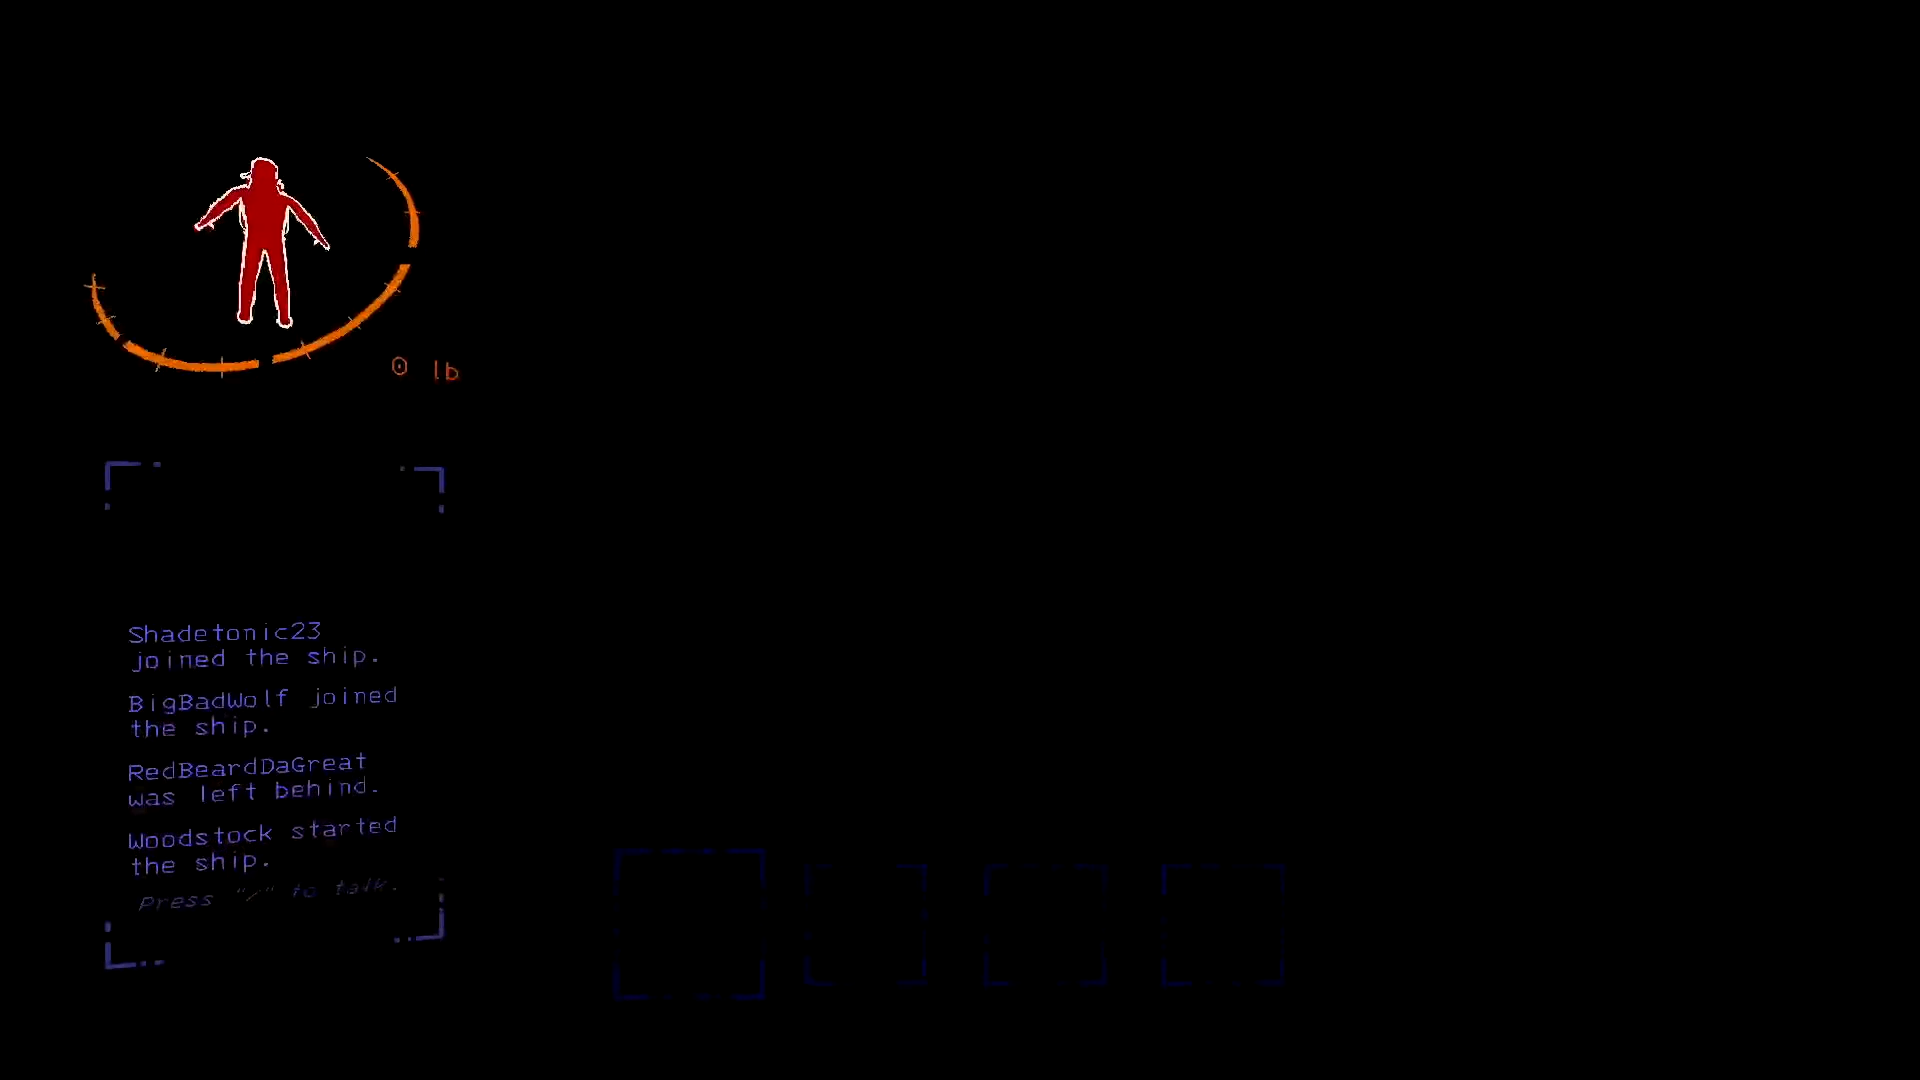 0 lb
Shadetonic23
joined the ship.
BigBadWolf joined
the ship.
RedBeardDaGreat
was left behind.
Woodstock started
the ship.
Press "/" to talk.